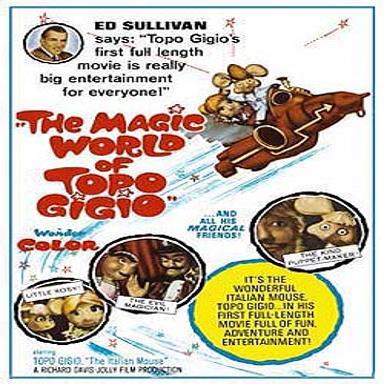 ED SULLIVAN
says: "Topo Gigio's
first full length
movie is really
big entertainment
for everyone!"
"THE MAGIC
WORLD
OF
TOPO
GIGIO"
in Wonder
COLOR
...AND
ALL HIS
MAGICAL
FRIENDS!
THE KIND
PUPPET-MAKER!
LITTLE ROSY!
THE EVIL
MAGICIAN!
IT'S THE
WONDERFUL
ITALIAN MOUSE,
TOPO GIGIO...IN HIS
FIRST FULL-LENGTH
MOVIE FULL OF FUN,
ADVENTURE AND
ENTERTAINMENT!
starring
TOPO GIGIO, "The Italian Mouse"
A RICHARD DAVIS-JOLLY FILM PRODUCTION